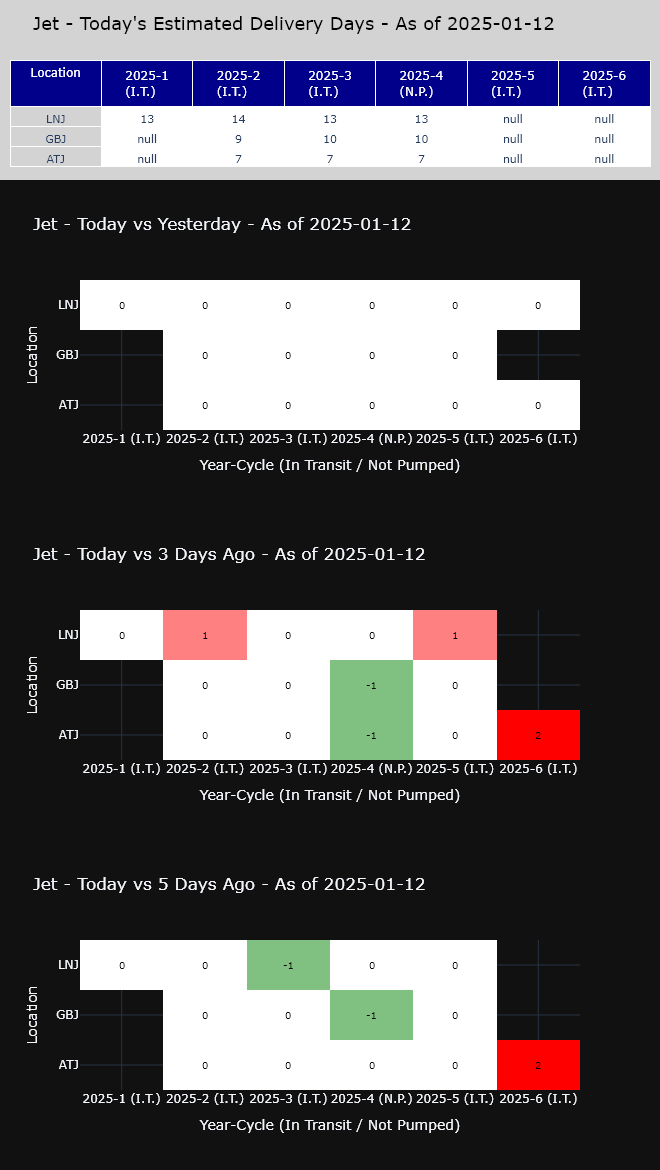 Jet - Today's Estimated Delivery Days - As of 2025-01-12
Location 2025-1 (I.T.) 2025-2 (I.T.) 2025-3 (I.T.) 2025-4 (N.P.) 2025-5 (I.T.) 2025-6 (I.T.)
LNJ 13 14 13 13 null null
GBJ null 9 10 10 null null
ATJ null 7 7 7 null null
Jet - Today vs Yesterday - As of 2025-01-12
Location
LNJ 0 0 0 0 0 0
GBJ 0 0 0 0
ATJ 0 0 0 0 0
2025-1 (I.T.) 2025-2 (I.T.) 2025-3 (I.T.) 2025-4 (N.P.) 2025-5 (I.T.) 2025-6 (I.T.)
Year-Cycle (In Transit / Not Pumped)
Jet - Today vs 3 Days Ago - As of 2025-01-12
Location
LNJ 0 1 0 0 1
GBJ 0 0 -1 0
ATJ 0 0 -1 0 2
2025-1 (I.T.) 2025-2 (I.T.) 2025-3 (I.T.) 2025-4 (N.P.) 2025-5 (I.T.) 2025-6 (I.T.)
Year-Cycle (In Transit / Not Pumped)
Jet - Today vs 5 Days Ago - As of 2025-01-12
Location
LNJ 0 0 -1 0 0
GBJ 0 0 -1 0
ATJ 0 0 0 0 2
2025-1 (I.T.) 2025-2 (I.T.) 2025-3 (I.T.) 2025-4 (N.P.) 2025-5 (I.T.) 2025-6 (I.T.)
Year-Cycle (In Transit / Not Pumped)